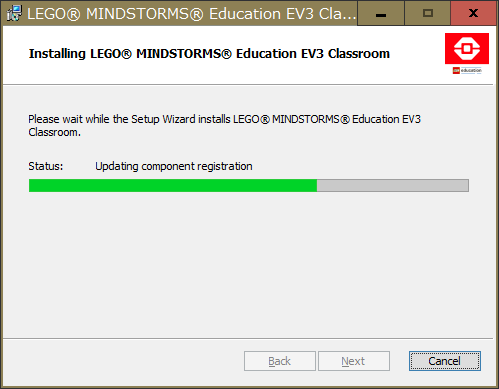 LEGO® MINDSTORMS® Education EV3 Cla...
Installing LEGO® MINDSTORMS® Education EV3 Classroom
education
Please wait while the Setup Wizard installs LEGO® MINDSTORMS® Education EV3
Classroom.
Status: Updating component registration
Back Next Cancel